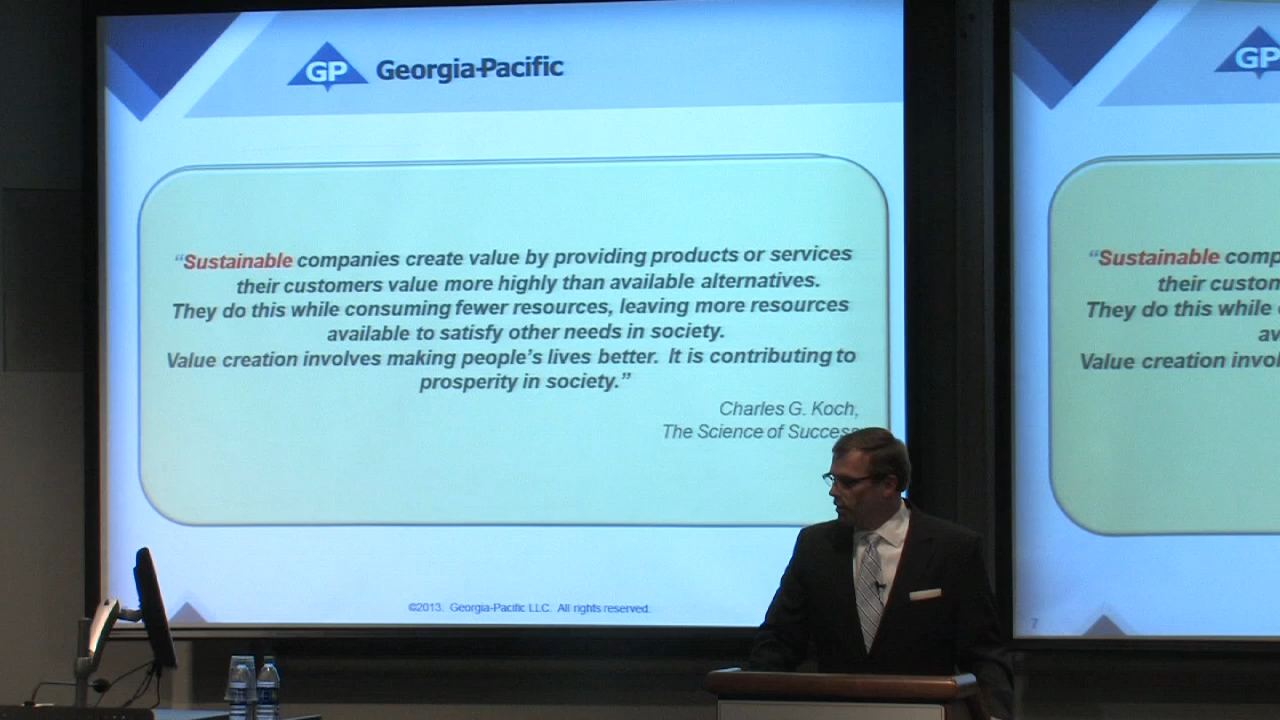 GP Georgia-Pacific
“Sustainable companies create value by providing products or services
their customers value more highly than available alternatives.
They do this while consuming fewer resources, leaving more resources
available to satisfy other needs in society.
Value creation involves making people’s lives better. It is contributing to
prosperity in society.”
Charles G. Koch,
The Science of Success
©2013. Georgia-Pacific LLC. All rights reserved.
GP
“Sustainable comp
their custom
They do this while
av
Value creation invol
7